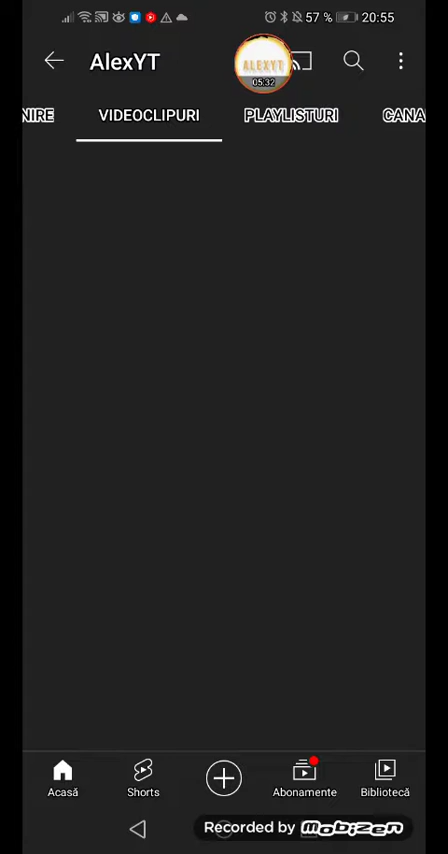 57 % 20:55
AlexYT
ALEXYT
05:32
NIRE VIDEOCLIPURI PLAYLISTURI CANA
Acasă Shorts Abonamente Bibliotecă
Recorded by mobizen